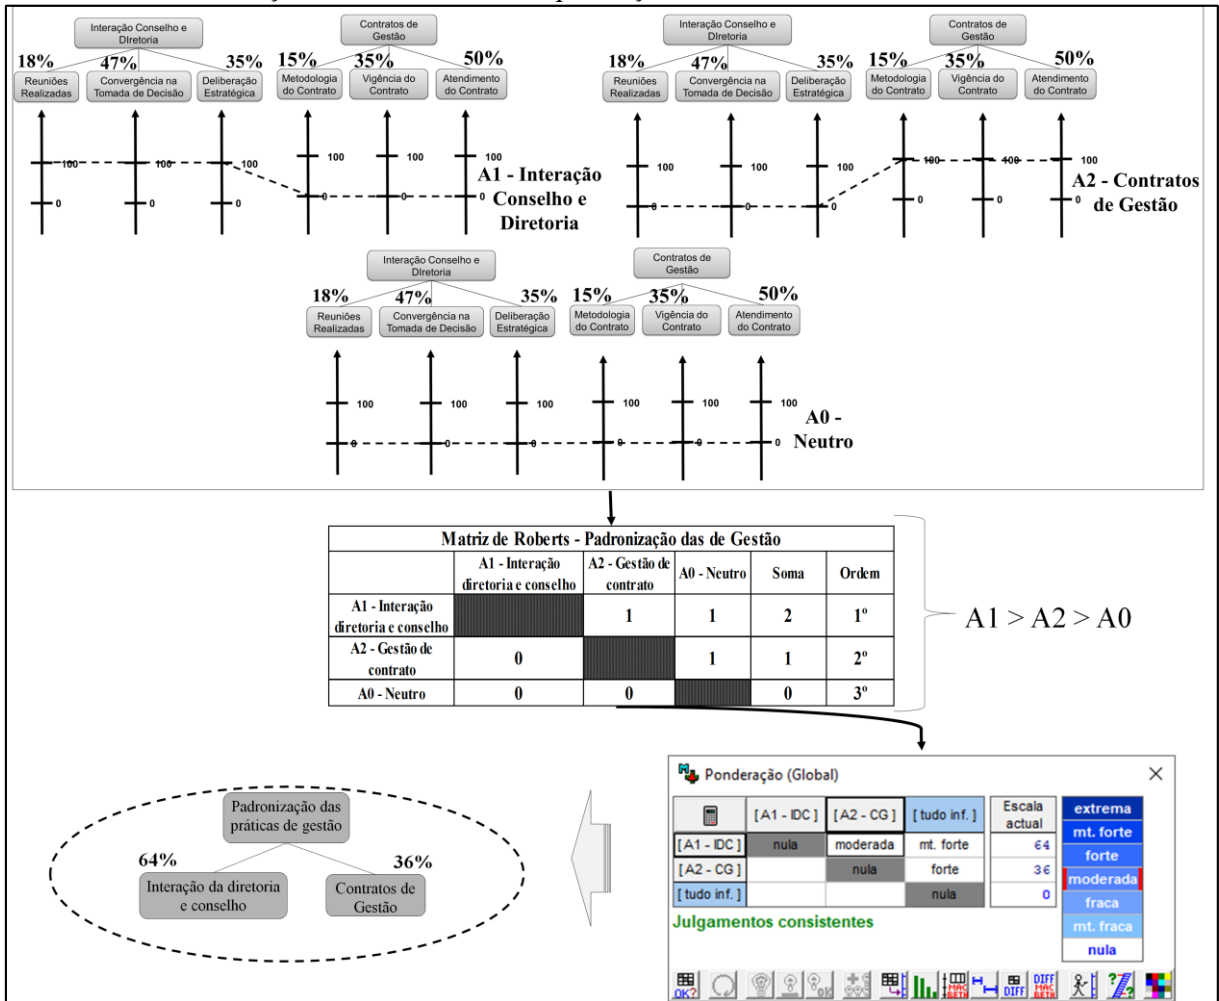 Interação Conselho e
DIretoria
18%
47%
35%
Reuniões
Realizadas
Convergência na
Tomada de Decisão
Deliberação
Estratégica
100
0
100
0
100
0
Contratos de
Gestão
15%
35%
50%
Metodologia
do Contrato
Vigência do
Contrato
Atendimento
do Contrato
100
0
100
0
100
0
A1 - Interação
Conselho e
Diretoria
Interação Conselho e
DIretoria
18%
47%
35%
Reuniões
Realizadas
Convergência na
Tomada de Decisão
Deliberação
Estratégica
100
0
100
0
100
0
Contratos de
Gestão
15%
35%
50%
Metodologia
do Contrato
Vigência do
Contrato
Atendimento
do Contrato
100
0
100
0
100
0
A2 - Contratos
de Gestão
Interação Conselho e
DIretoria
18%
47%
35%
Reuniões
Realizadas
Convergência na
Tomada de Decisão
Deliberação
Estratégica
100
0
100
0
100
0
Contratos de
Gestão
15%
35%
50%
Metodologia
do Contrato
Vigência do
Contrato
Atendimento
do Contrato
100
0
100
0
100
0
A0 -
Neutro
Matriz de Roberts - Padronização das de Gestão
A1 - Interação
diretoria e conselho
A2 - Gestão de
contrato
A0 - Neutro
Soma
Ordem
A1 - Interação
diretoria e conselho
1
1
2
1º
A2 - Gestão de
contrato
0
1
1
2º
A0 - Neutro
0
0
0
3º
A1 > A2 > A0
Padronização das
práticas de gestão
64%
36%
Interação da diretoria
e conselho
Contratos de
Gestão
Ponderação (Global)
[ A1 - IDC ]
[ A2 - CG ]
[ tudo inf. ]
Escala
actual
[ A1 - IDC ]
nula
moderada
mt. forte
64
[ A2 - CG ]
nula
forte
36
[ tudo inf. ]
nula
0
extrema
mt. forte
forte
moderada
fraca
mt. fraca
nula
Julgamentos consistentes
OK?
OK
MAC
BETH
DIFF
DIFF
MAC
BETH